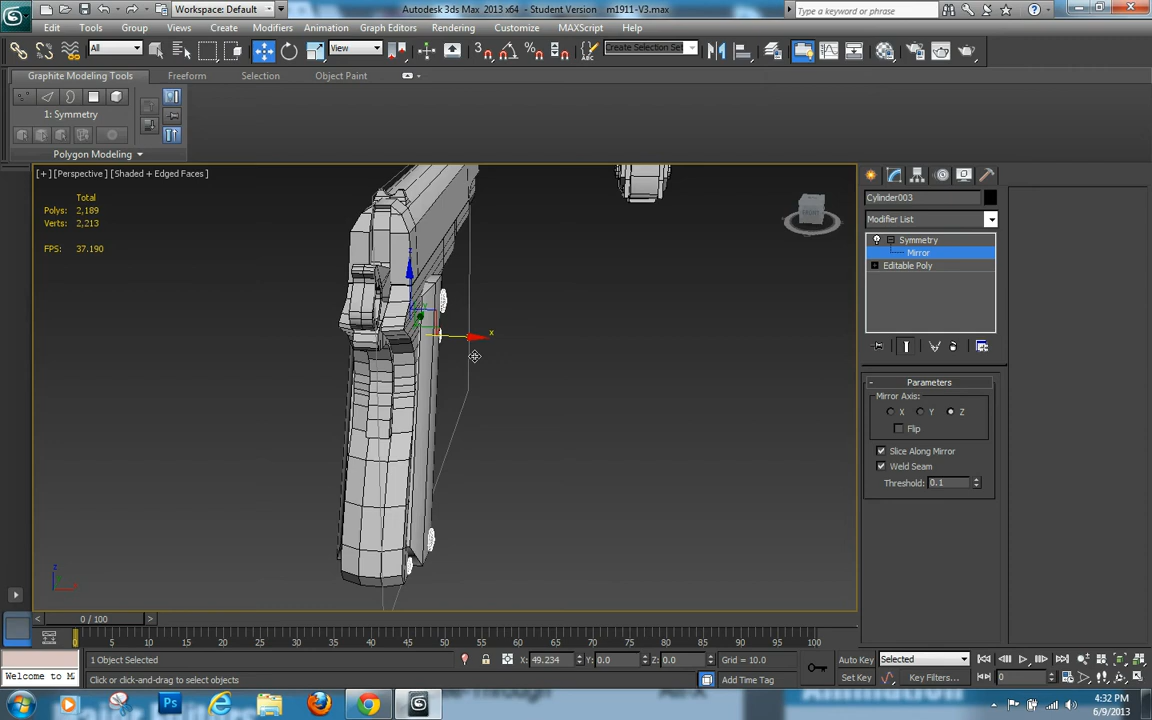 Workspace: Default
Autodesk 3ds Max 2013 x64 - Student Version m1911-V3.max
Type a keyword or phrase
Edit Tools Group Views Create Modifiers Animation Graph Editors Rendering Customize MAXScript Help
All
View
Create Selection Set
Graphite Modeling Tools Freeform Selection Object Paint
1: Symmetry
Polygon Modeling
[ + ] [ Perspective ] [ Shaded + Edged Faces ]
Total
Polys: 2,189
Verts: 2,213
FPS: 37.190
FRONT
z
x
z
Cylinder003
Modifier List
Symmetry
Mirror
Editable Poly
- Parameters
Mirror Axis:
X Y Z
Flip
Slice Along Mirror
Weld Seam
Threshold: 0.1
< 0 / 100 >
0 5 10 15 20 25 30 35 40 45 50 55 60 65 70 75 80 85 90 95 100
1 Object Selected
X: 49.234 Y: 0.0 Z: 0.0 Grid = 10.0
Auto Key Selected
Welcome to M
Click or click-and-drag to select objects
Add Time Tag
Set Key Key Filters...
0
4:32 PM
6/9/2013